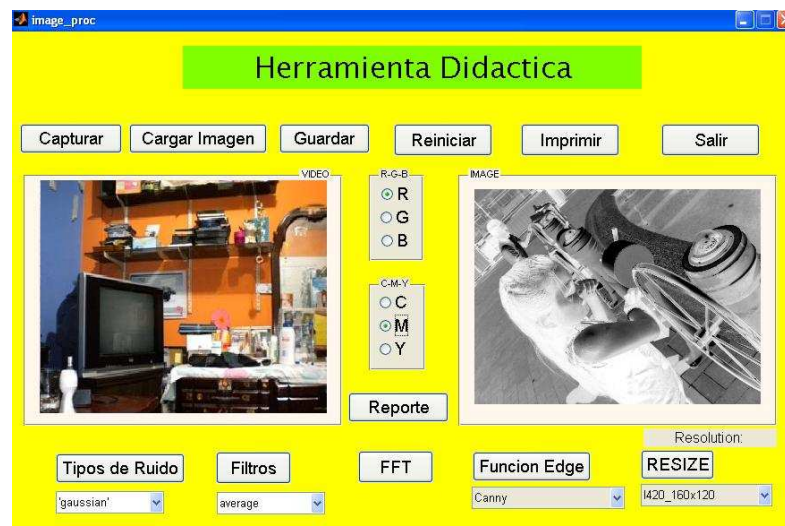 image_proc
Herramienta Didactica
Capturar Cargar Imagen Guardar Reiniciar Imprimir Salir
VIDEO R-G-B IMAGE
R
G
B
C-M-Y
C
M
Y
Reporte
Resolution:
Tipos de Ruido Filtros FFT Funcion Edge RESIZE
'gaussian' average Canny I420_160x120